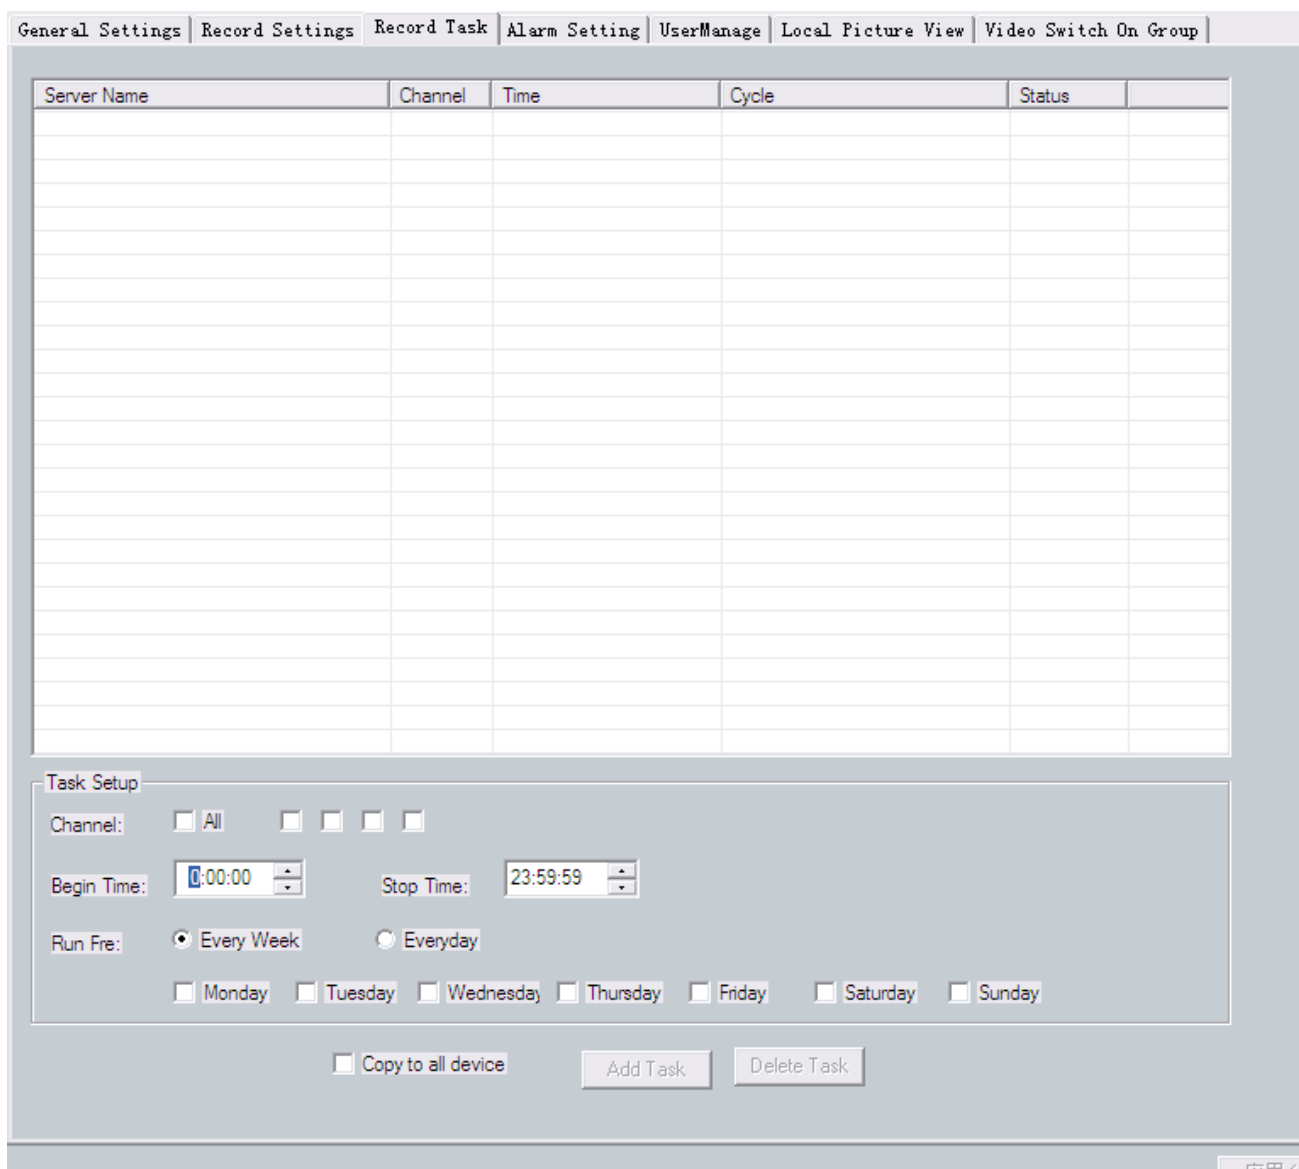 General Settings Record Settings Record Task Alarm Setting UserManage Local Picture View Video Switch On Group
Server Name Channel Time Cycle Status
Task Setup
Channel: All
Begin Time: 0:00:00 Stop Time: 23:59:59
Run Fre: Every Week Everyday
Monday Tuesday Wednesday Thursday Friday Saturday Sunday
Copy to all device Add Task Delete Task